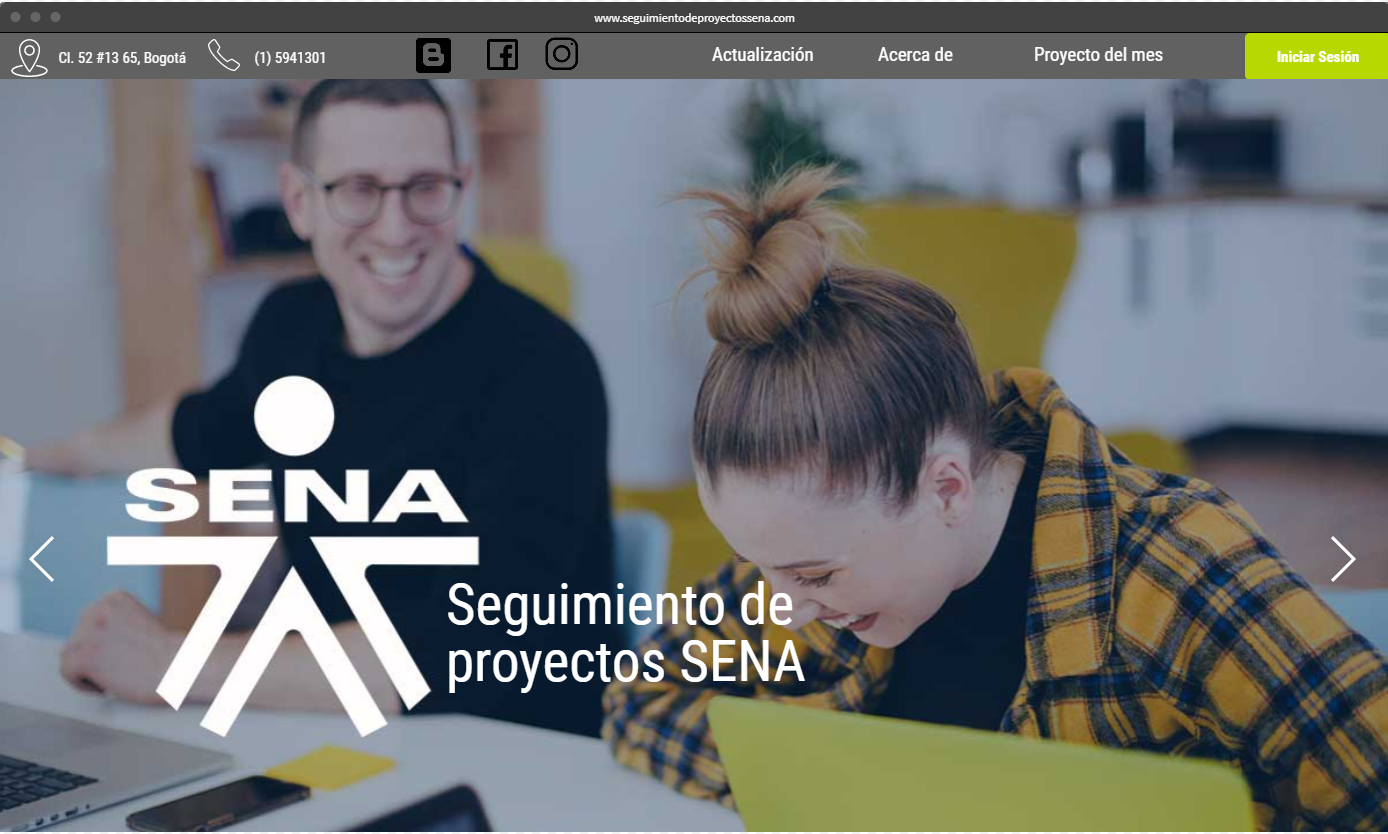 www.seguimientodeproyectossena.com
Cl. 52 #13 65, Bogotá
(1) 5941301
Actualización
Acerca de
Proyecto del mes
Iniciar Sesión
SENA
Seguimiento de
proyectos SENA